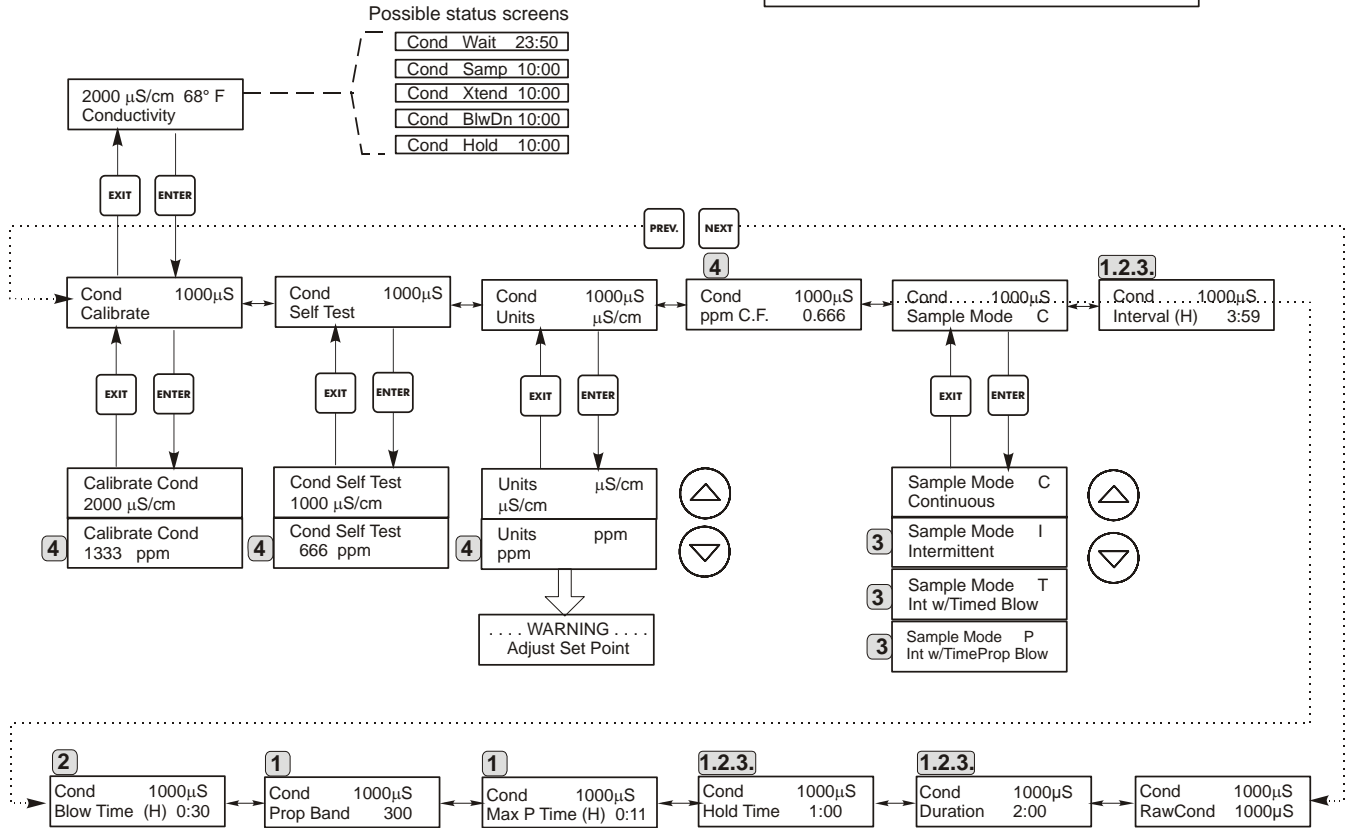 Possible status screens
Cond Wait 23:50
Cond Samp 10:00
Cond Xtend 10:00
Cond BlwDn 10:00
Cond Hold 10:00
2000 µS/cm 68° F
Conductivity
EXIT
ENTER
PREV.
NEXT
Cond 1000µS
Calibrate
Cond 1000µS
Self Test
Cond 1000µS
Units µS/cm
4
Cond 1000µS
ppm C.F. 0.666
Cond 1000µS
Sample Mode C
1.2.3.
Cond 1000µS
Interval (H) 3:59
EXIT
ENTER
EXIT
ENTER
EXIT
ENTER
EXIT
ENTER
Calibrate Cond
2000 µS/cm
4
Calibrate Cond
1333 ppm
Cond Self Test
1000 µS/cm
4
Cond Self Test
666 ppm
Units µS/cm
µS/cm
4
Units ppm
ppm
. . . . WARNING . . . .
Adjust Set Point
Sample Mode C
Continuous
3
Sample Mode I
Intermittent
3
Sample Mode T
Int w/Timed Blow
3
Sample Mode P
Int w/TimeProp Blow
2
Cond 1000µS
Blow Time (H) 0:30
1
Cond 1000µS
Prop Band 300
1
Cond 1000µS
Max P Time (H) 0:11
1.2.3.
Cond 1000µS
Hold Time 1:00
1.2.3.
Cond 1000µS
Duration 2:00
Cond 1000µS
RawCond 1000µS